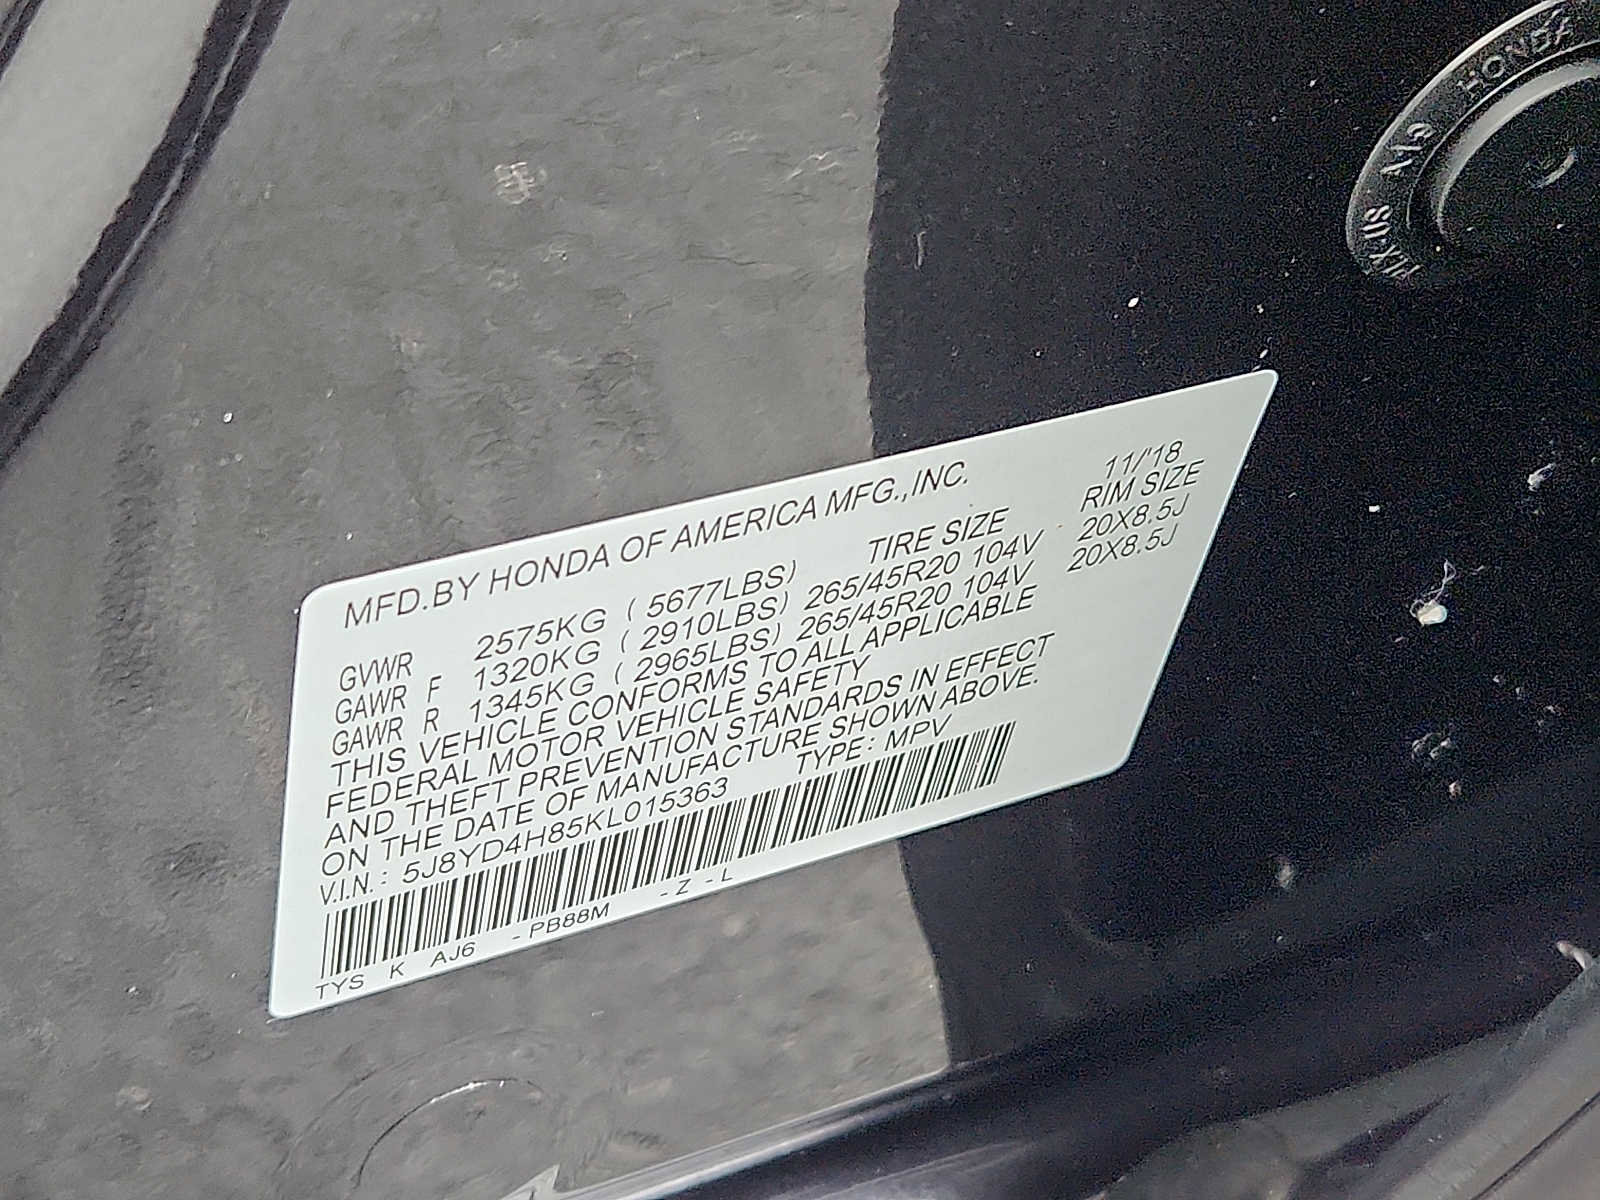 HONDA
A19
PIXUS
MFD.BY HONDA OF AMERICA MFG.,INC. 11/'18
TIRE SIZE RIM SIZE
GVWR 2575KG ( 5677LBS)
GAWR F 1320KG ( 2910LBS) 265/45R20 104V 20X8.5J
GAWR R 1345KG ( 2965LBS) 265/45R20 104V 20X8.5J
THIS VEHICLE CONFORMS TO ALL APPLICABLE
FEDERAL MOTOR VEHICLE SAFETY
AND THEFT PREVENTION STANDARDS IN EFFECT
ON THE DATE OF MANUFACTURE SHOWN ABOVE.
V.I.N.: 5J8YD4H85KL015363 TYPE: MPV
TYS K AJ6 -PB88M -Z -L